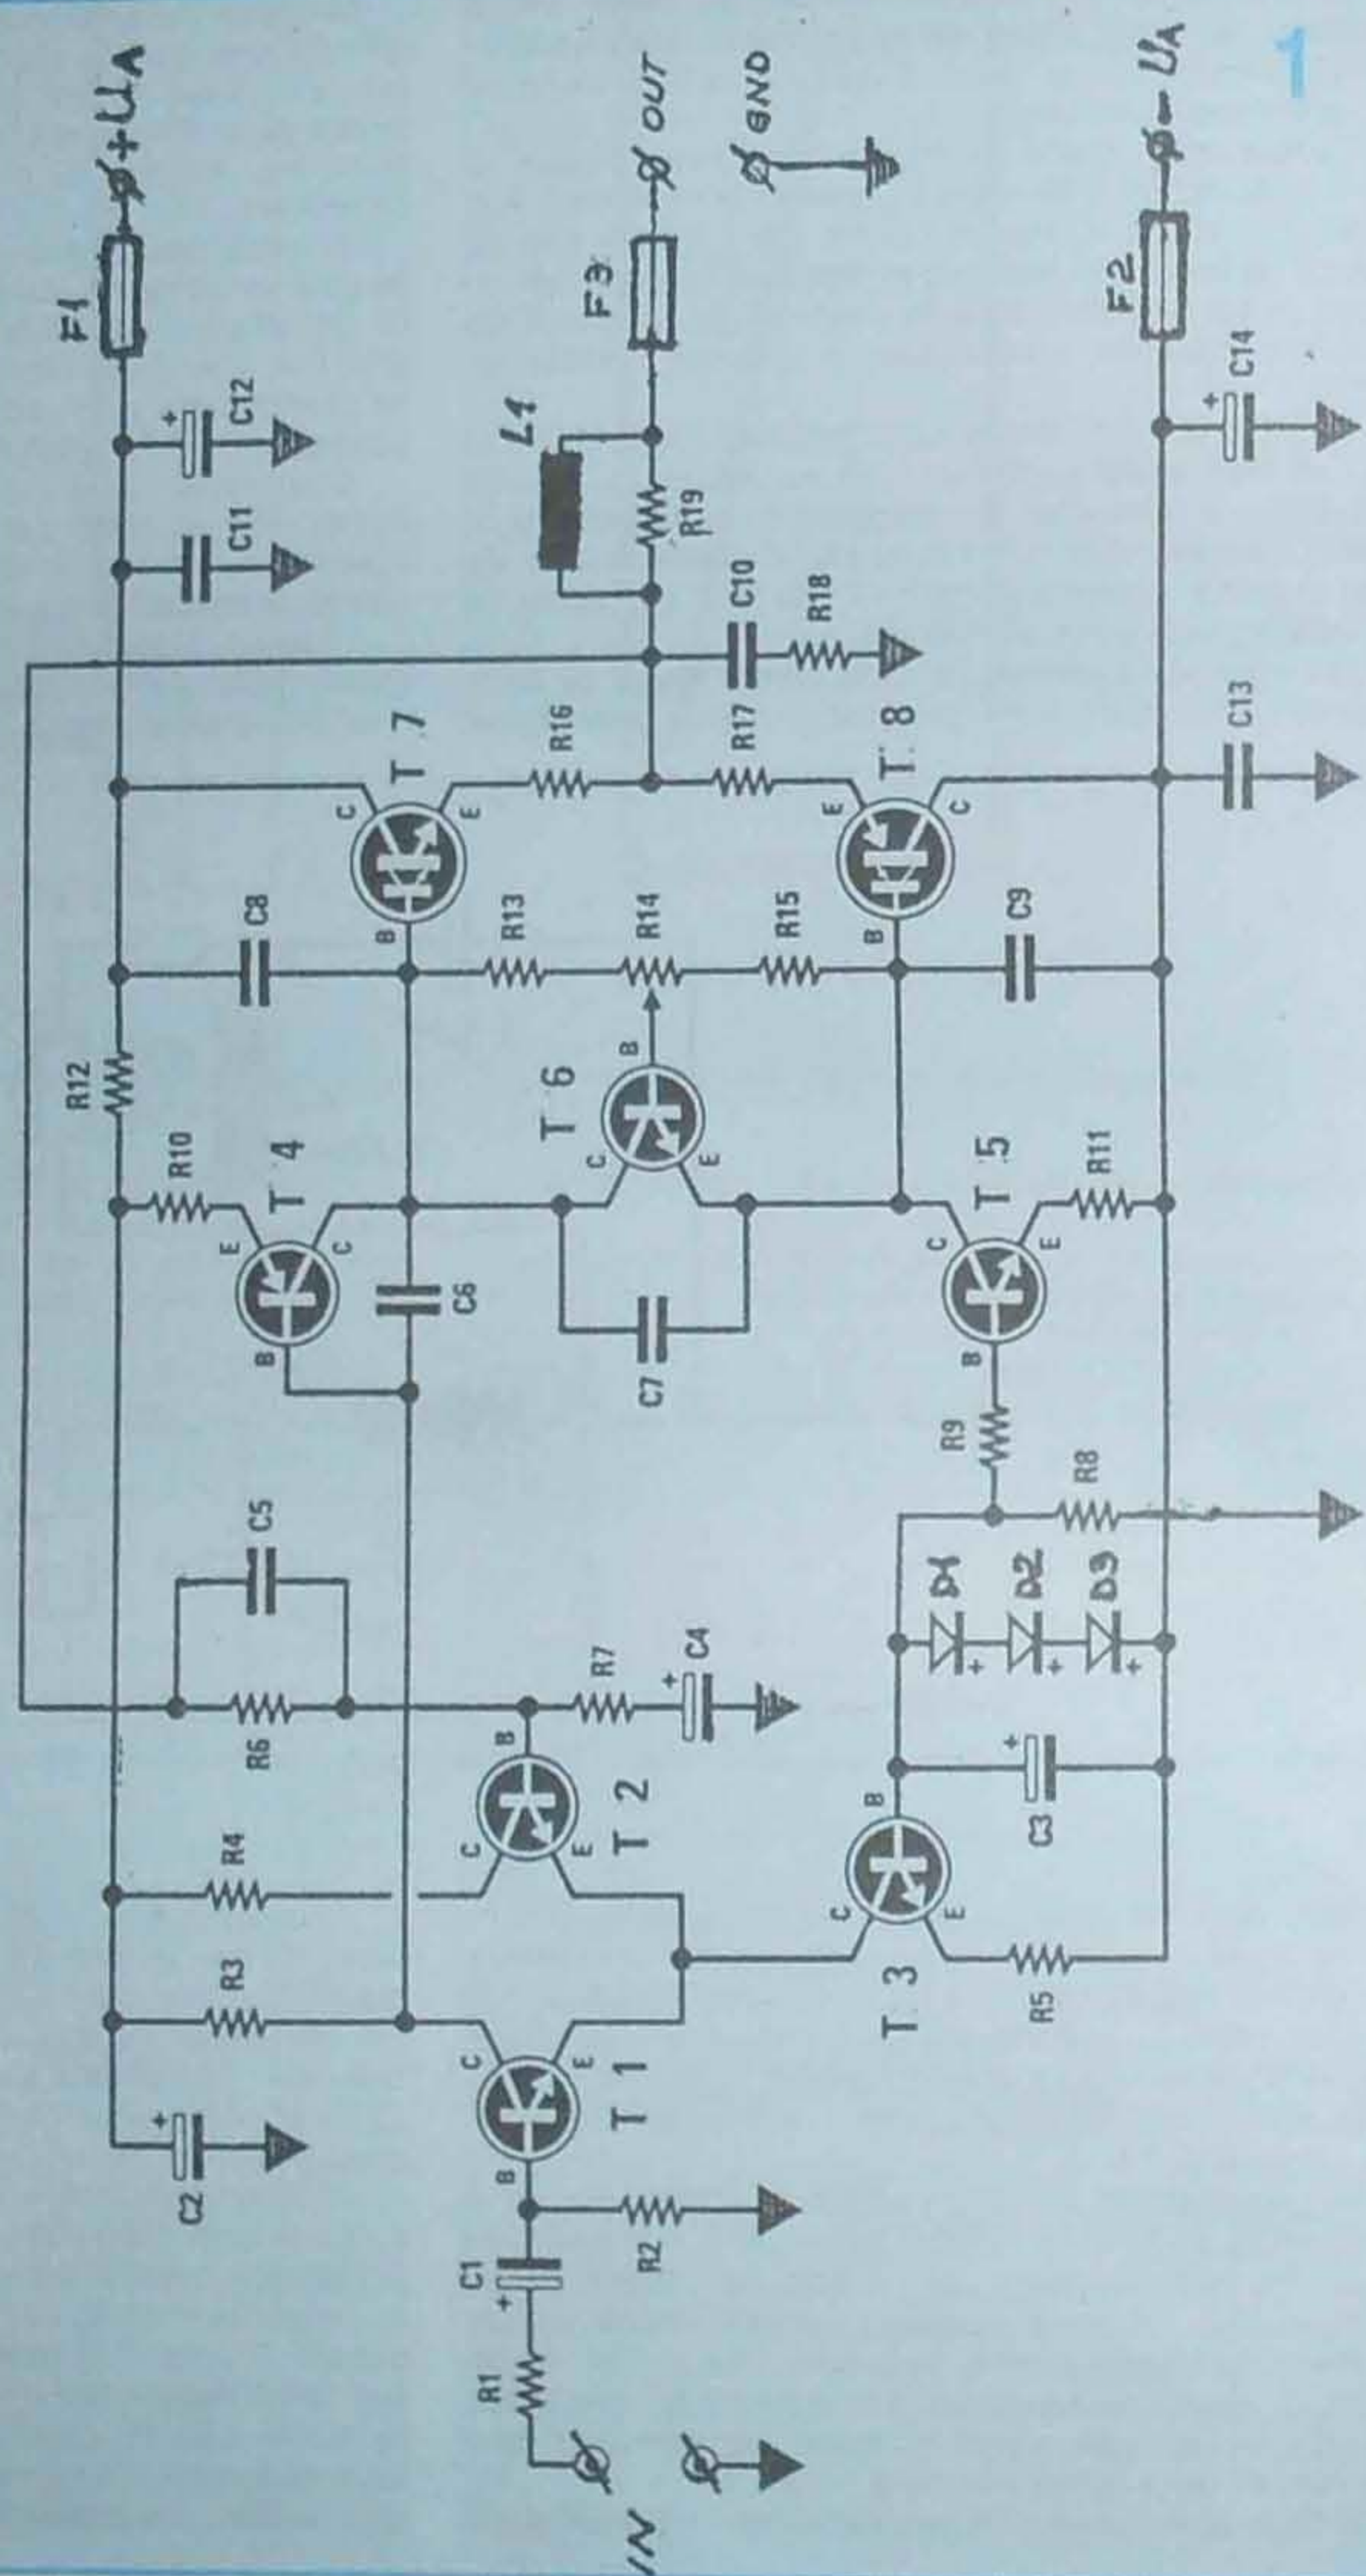 1
F1
+UA
C12
C11
L1
F3
OUT
GND
R19
C10
R18
F2
-UA
C14
C13
C
T 7
E
B
R16
R17
E
T 8
C
B
C8
R13
R14
R15
C9
R12
R10
T 4
E
C
B
C6
T 6
B
C
E
C7
T 5
C
E
B
R11
R9
R8
C5
R6
R7
+
C4
D1
+
D2
+
D3
+
R4
R3
B
C
E
T 2
B
C
E
T 3
+
C3
R5
+
C2
C
E
T 1
B
C1
+
R2
R1
IN
+
+